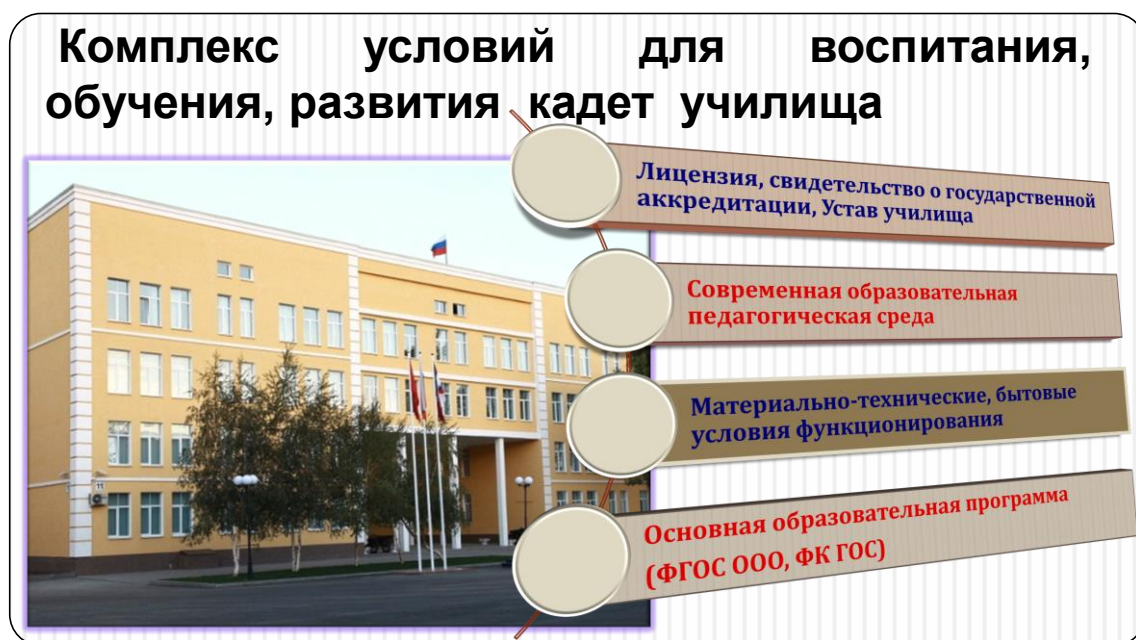 Комплекс условий для воспитания,
обучения, развития кадет училища
Лицензия, свидетельство о государственной
аккредитации, Устав училища
Современная образовательная
педагогическая среда
Материально-технические, бытовые
условия функционирования
Основная образовательная программа
(ФГОС ООО, ФК ГОС)